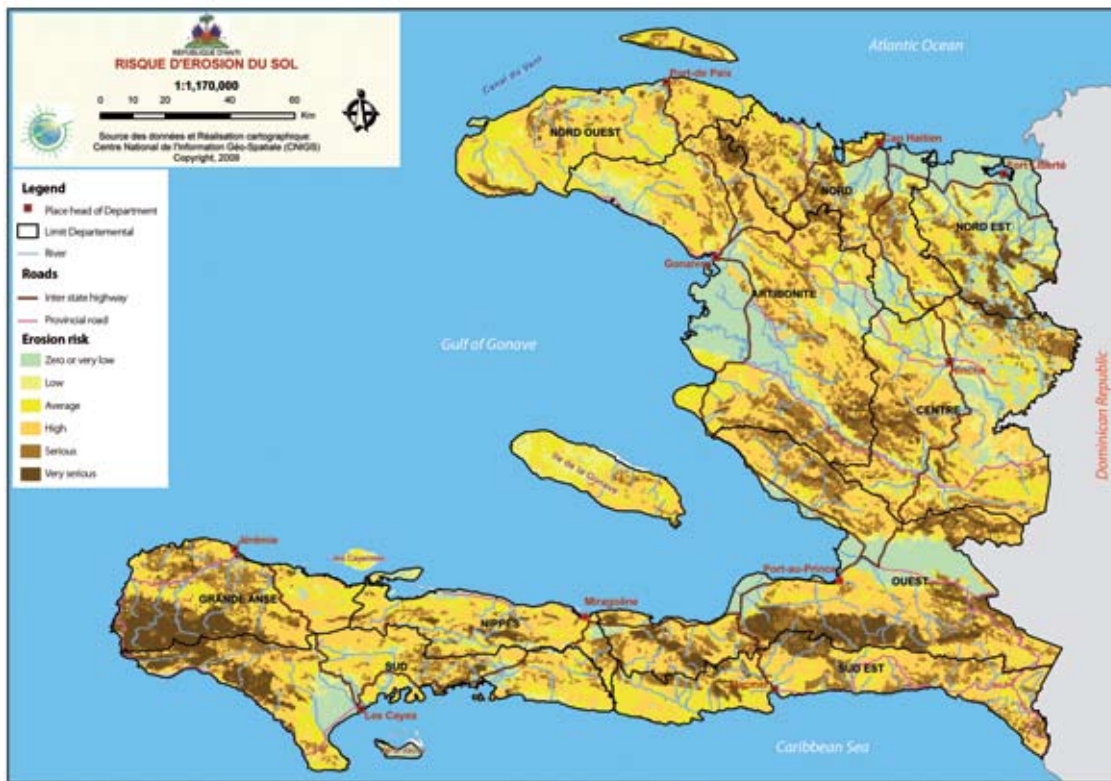 REPUBLIQUE D'HAITI
RISQUE D'EROSION DU SOL
1:1,170,000
0 10 20 40 60
Km
Source des données et Réalisation cartographique:
Centre National de l'Information Géo-Spatiale (CNIGS)
Copyright, 2009
Legend
Place head of Department
Limit Departemental
River
Roads
Inter state highway
Provincial road
Erosion risk
Zero or very low
Low
Average
High
Serious
Very serious
Atlantic Ocean
Canal du Vent
Port-de Paix
NORD OUEST
Cap Haitien
Fort Liberté
NORD
NORD EST
Gonaives
ARTIBONITE
Gulf of Gonave
Hinche
CENTRE
Dominican Republic
Ile de la Gonave
Jérémie
Port-au-Prince
OUEST
GRANDE ANSE
Miragoâne
NIPPES
SUD
SUD EST
Les Cayes
Caribbean Sea